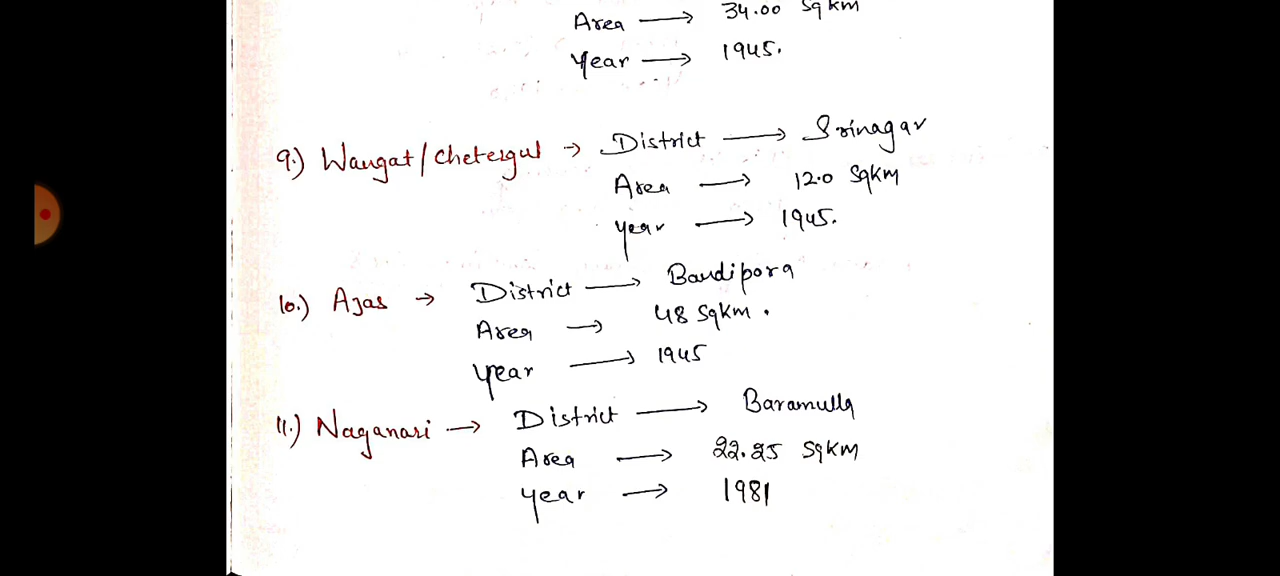 Area → 34.00 Sqkm
Year → 1945.
9.) Wangat/Chetergul → District → Srinagar
Area → 12.0 SqKm
year → 1945.
10.) Ajas → District → Bandipora
Area → 48 SqKm.
year → 1945
11.) Naganari → District → Baramulla
Area → 22.25 SqKm
year → 1981